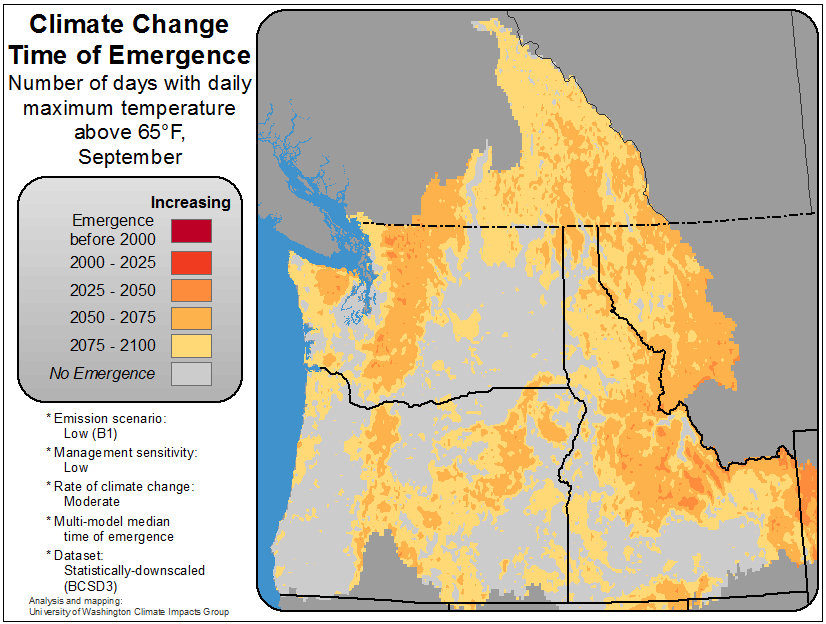 Climate Change
Time of Emergence
Number of days with daily
maximum temperature
above 65°F,
September
Increasing
Emergence
before 2000
2000 - 2025
2025 - 2050
2050 - 2075
2075 - 2100
No Emergence
* Emission scenario:
Low (B1)
* Management sensitivity:
Low
* Rate of climate change:
Moderate
* Multi-model median
time of emergence
* Dataset:
Statistically-downscaled
(BCSD3)
Analysis and mapping:
University of Washington Climate Impacts Group